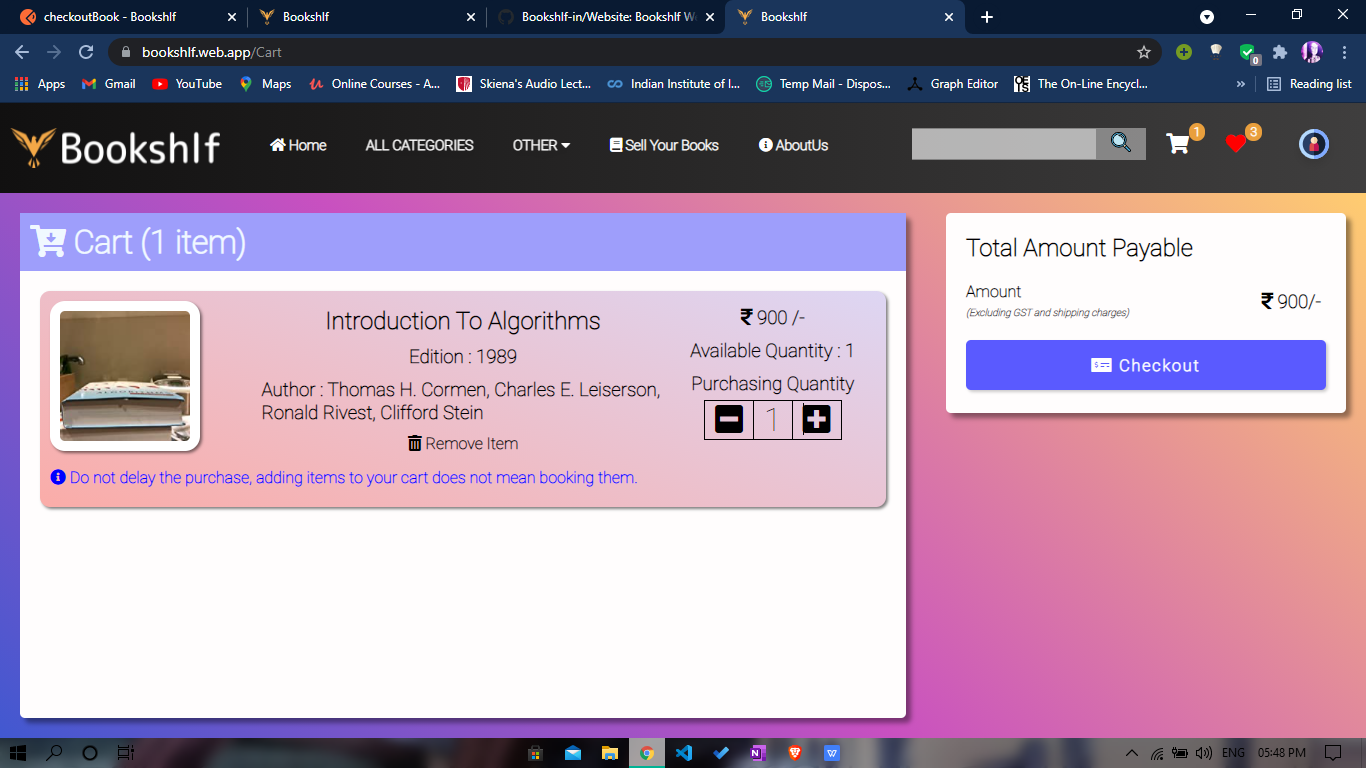 checkoutBook - Bookshlf
Bookshlf
Bookshlf-in/Website: Bookshlf W
Bookshlf
bookshlf.web.app/Cart
0
Apps
Gmail
YouTube
Maps
Online Courses - A...
Skiena's Audio Lect...
Indian Institute of I...
Temp Mail - Dispos...
Graph Editor
The On-Line Encycl...
»
Reading list
Bookshlf
Home
ALL CATEGORIES
OTHER
Sell Your Books
AboutUs
1
3
Cart (1 item)
Introduction To Algorithms
Edition : 1989
Author : Thomas H. Cormen, Charles E. Leiserson,
Ronald Rivest, Clifford Stein
Remove Item
₹ 900 /-
Available Quantity : 1
Purchasing Quantity
1
Do not delay the purchase, adding items to your cart does not mean booking them.
Total Amount Payable
Amount
(Excluding GST and shipping charges)
₹ 900/-
Checkout
ENG
05:48 PM